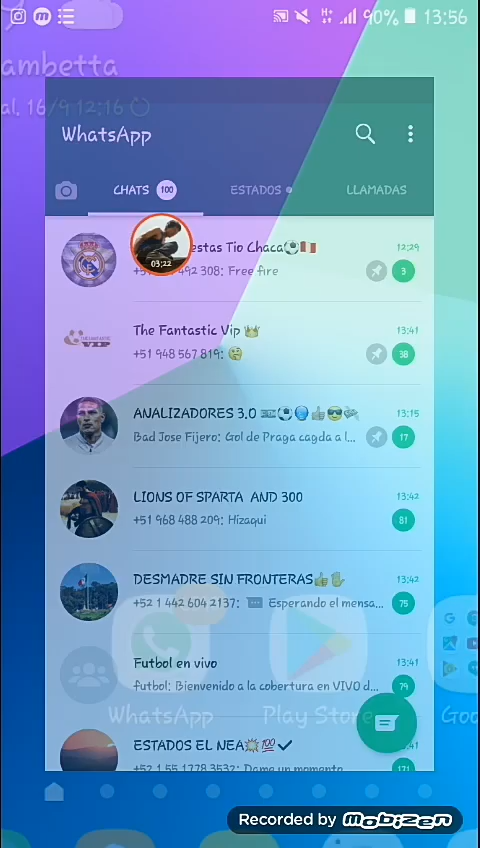 90% 13:56
ambetta
al. 16/9 12:16
WhatsApp
CHATS 100 ESTADOS LLAMADAS
estas Tio Chaca⚽🇵🇪 12:29
492 308: Free fire 3
03:22
The Fantastic Vip 👑 13:41
+51 948 567 819: 🤔 38
ANALIZADORES 3.0 13:15
Bad Jose Fijero: Gol de Praga cagda a l... 17
LIONS OF SPARTA AND 300 13:42
+51 968 488 209: Hizaqui 81
DESMADRE SIN FRONTERAS👍✋ 13:42
+52 1 442 604 2137: Esperando el mensa... 75
Futbol en vivo 13:41
futbol: Bienvenido a la cobertura en VIVO d... 79
WhatsApp Play Store Goo
ESTADOS EL NEA💥💯✔ 13:42
+52 1 55 1778 3532: Dame un momento 171
Recorded by Mobizen